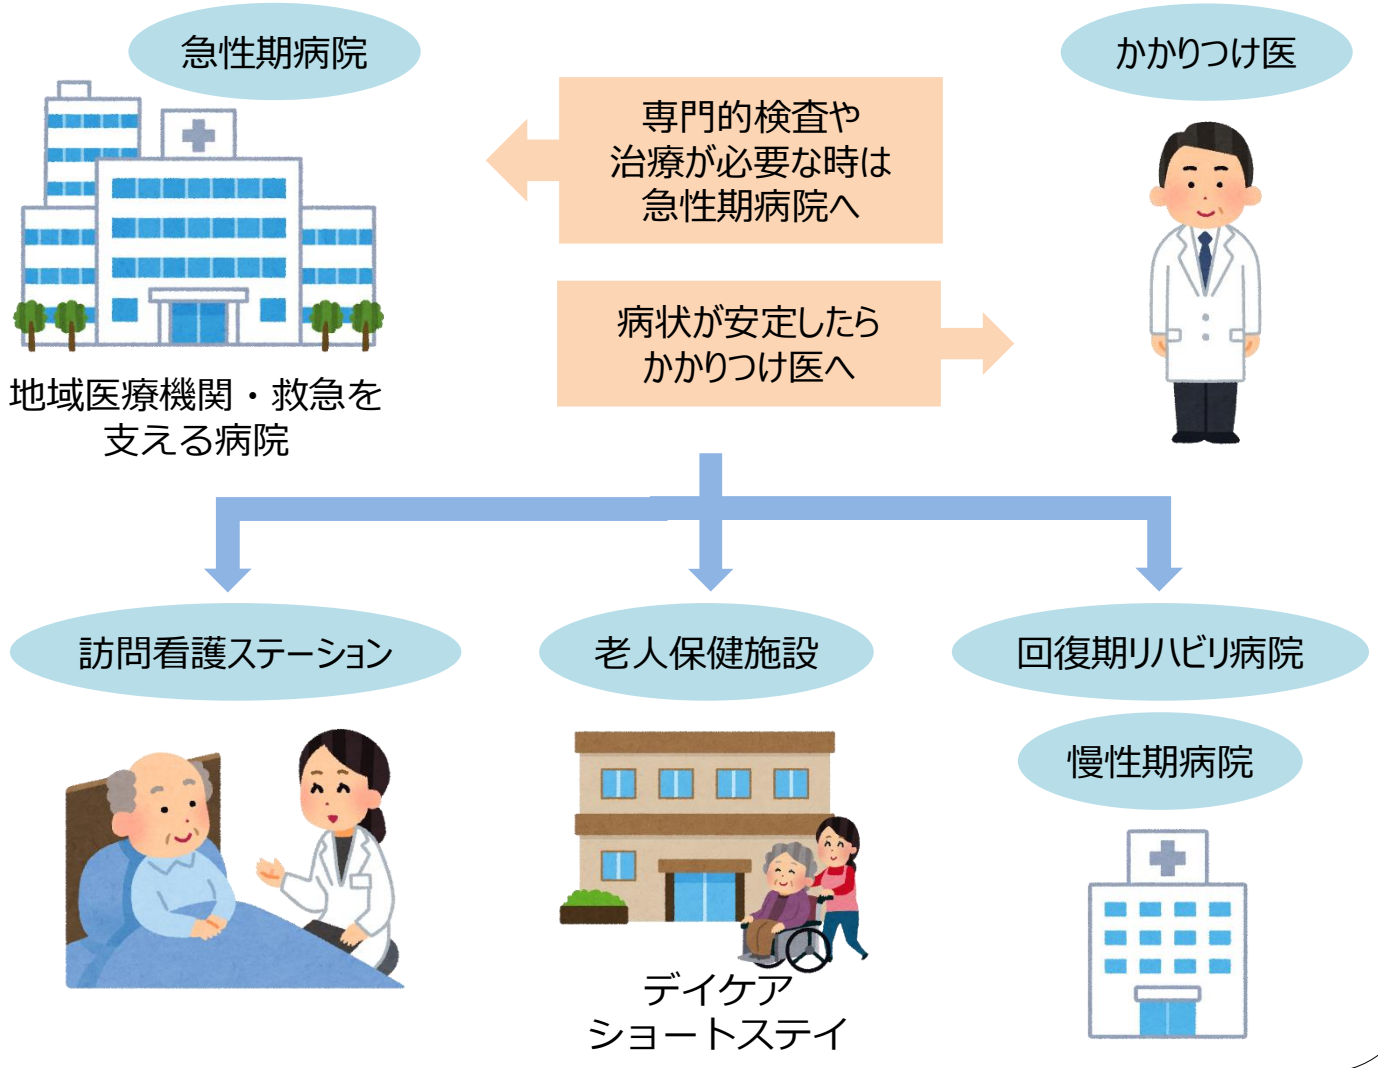 急性期病院
かかりつけ医
専門的検査や
治療が必要な時は
急性期病院へ
病状が安定したら
かかりつけ医へ
地域医療機関・救急を
支える病院
訪問看護ステーション
老人保健施設
回復期リハビリ病院
慢性期病院
デイケア
ショートステイ